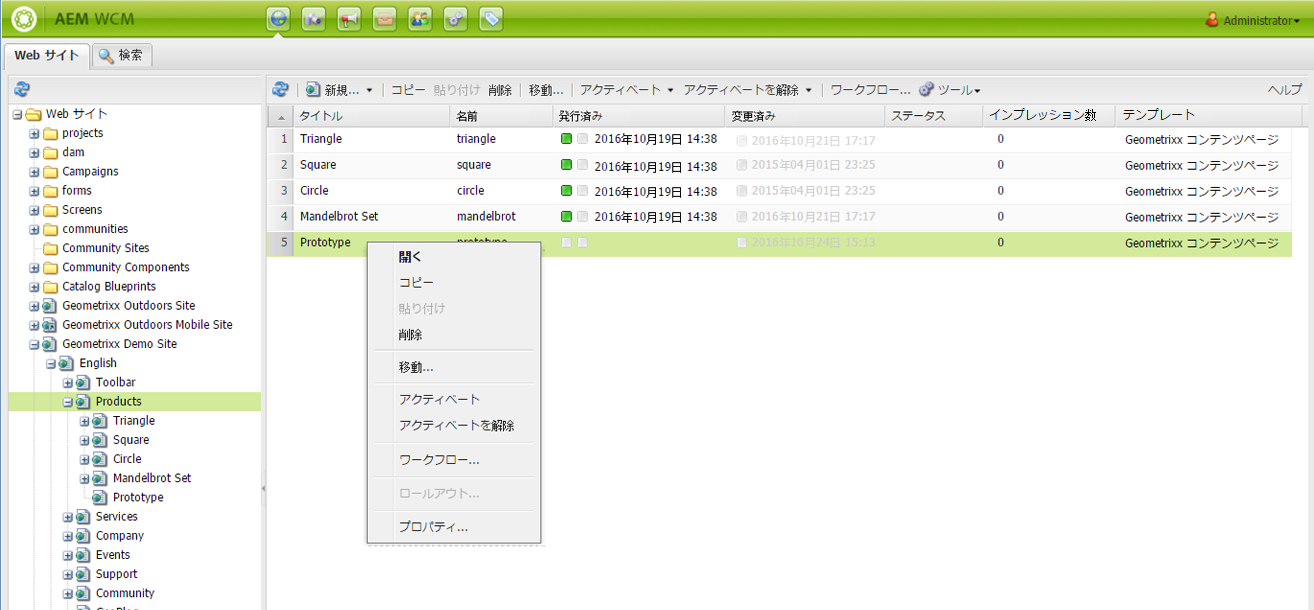 AEM WCM
Administrator
Web サイト
検索
新規...
コピー
貼り付け
削除
移動...
アクティベート
アクティベートを解除
ワークフロー...
ツール
ヘルプ
Web サイト
projects
dam
Campaigns
forms
Screens
communities
Community Sites
Community Components
Catalog Blueprints
Geometrixx Outdoors Site
Geometrixx Outdoors Mobile Site
Geometrixx Demo Site
English
Toolbar
Products
Triangle
Square
Circle
Mandelbrot Set
Prototype
Services
Company
Events
Support
Community
タイトル 名前 発行済み 変更済み ステータス インプレッション数 テンプレート
1 Triangle triangle 2016年10月19日 14:38 2016年10月21日 17:17 0 Geometrixx コンテンツページ
2 Square square 2016年10月19日 14:38 2015年04月01日 23:25 0 Geometrixx コンテンツページ
3 Circle circle 2016年10月19日 14:38 2015年04月01日 23:25 0 Geometrixx コンテンツページ
4 Mandelbrot Set mandelbrot 2016年10月19日 14:38 2016年10月21日 17:17 0 Geometrixx コンテンツページ
5 Prototype prototype 2016年10月24日 15:13 0 Geometrixx コンテンツページ
開く
コピー
貼り付け
削除
移動...
アクティベート
アクティベートを解除
ワークフロー...
ロールアウト...
プロパティ...